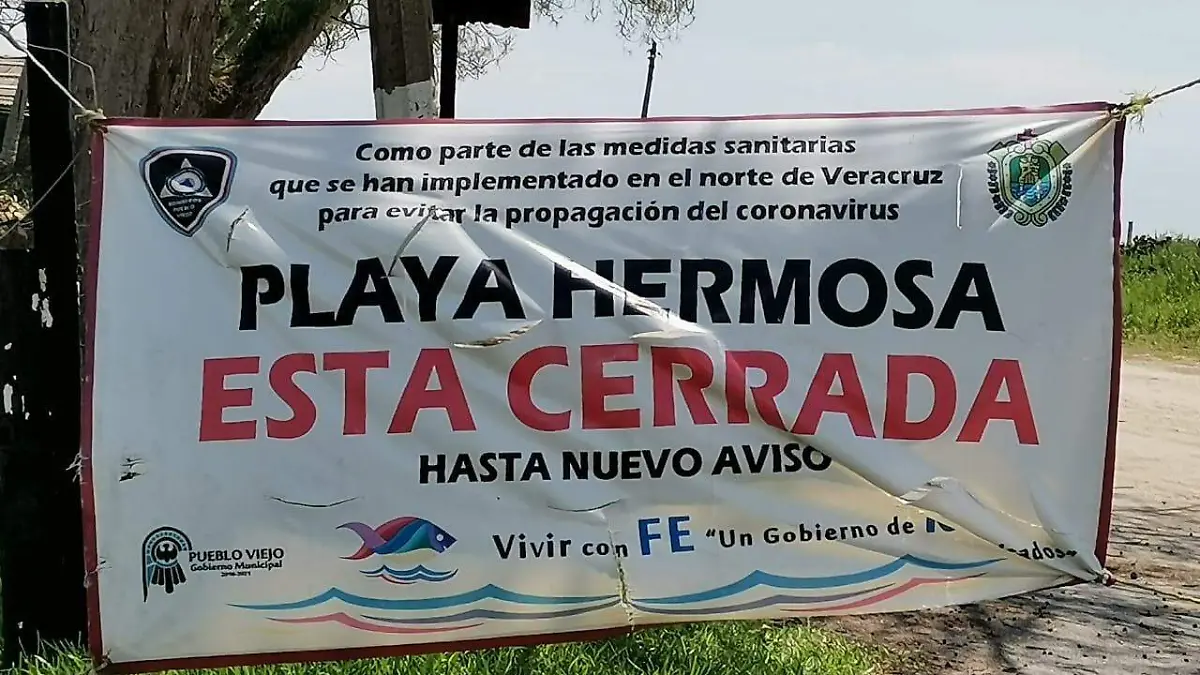 Como parte de las medidas sanitarias
que se han implementado en el norte de Veracruz
para evitar la propagación del coronavirus
PLAYA HERMOSA
ESTA CERRADA
HASTA NUEVO AVISO
Vivir con FE "Un Gobierno de
PUEBLO VIEJO
Gobierno Municipal